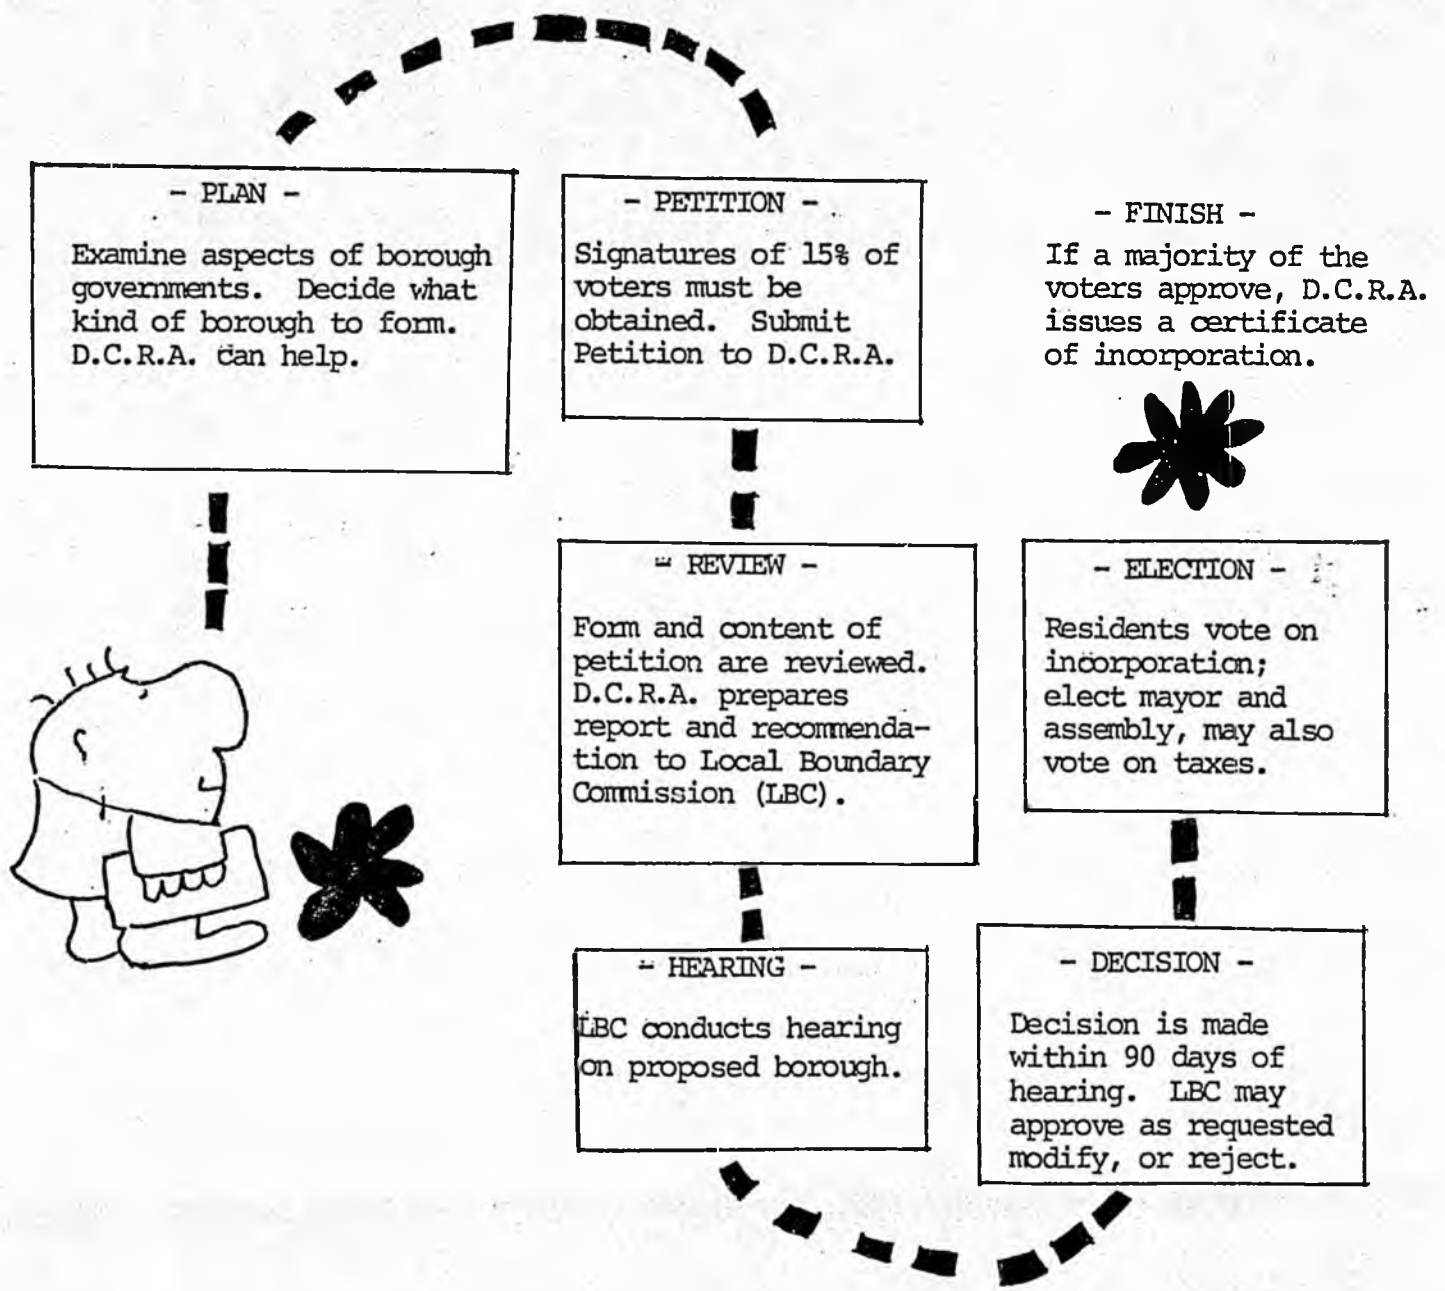 - PLAN -
Examine aspects of borough
governments. Decide what
kind of borough to form.
D.C.R.A. can help.
- PETITION -
Signatures of 15% of
voters must be
obtained. Submit
Petition to D.C.R.A.
- REVIEW -
Form and content of
petition are reviewed.
D.C.R.A. prepares
report and recommenda-
tion to Local Boundary
Commission (LBC).
- HEARING -
LBC conducts hearing
on proposed borough.
- DECISION -
Decision is made
within 90 days of
hearing. LBC may
approve as requested
modify, or reject.
- ELECTION -
Residents vote on
incorporation;
elect mayor and
assembly, may also
vote on taxes.
- FINISH -
If a majority of the
voters approve, D.C.R.A.
issues a certificate
of incorporation.